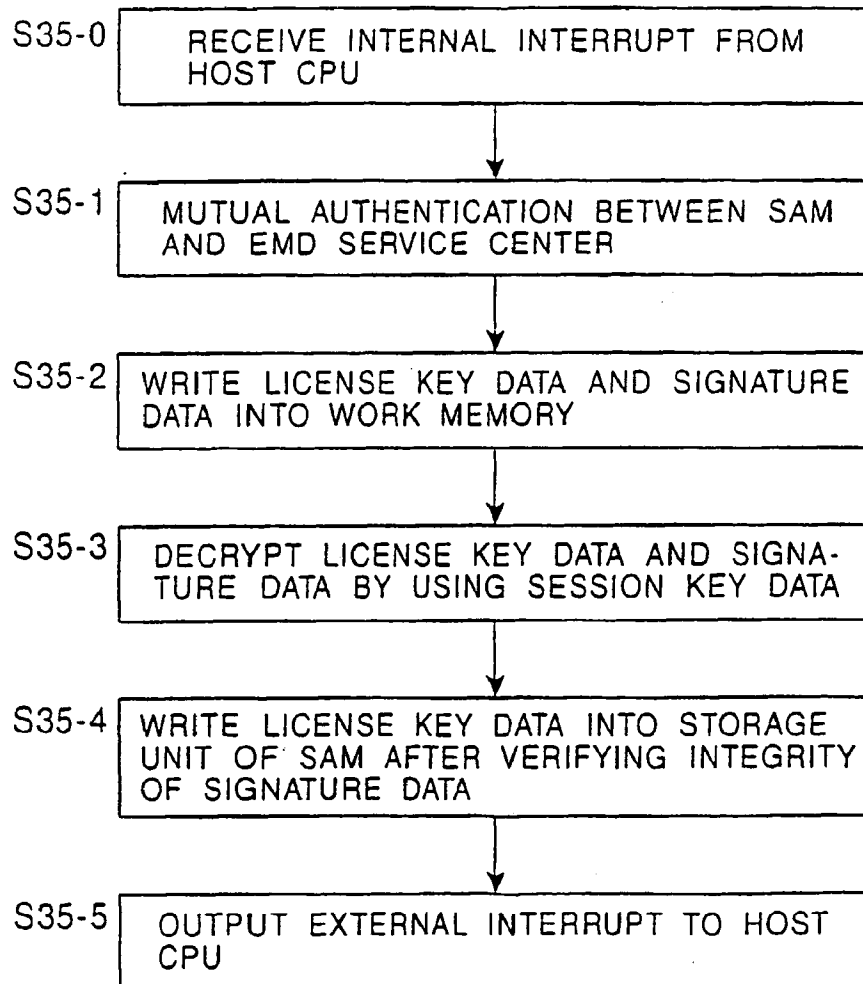 S35-0
RECEIVE INTERNAL INTERRUPT FROM
HOST CPU
S35-1
MUTUAL AUTHENTICATION BETWEEN SAM
AND EMD SERVICE CENTER
S35-2
WRITE LICENSE KEY DATA AND SIGNATURE
DATA INTO WORK MEMORY
S35-3
DECRYPT LICENSE KEY DATA AND SIGNA-
TURE DATA BY USING SESSION KEY DATA
S35-4
WRITE LICENSE KEY DATA INTO STORAGE
UNIT OF SAM AFTER VERIFYING INTEGRITY
OF SIGNATURE DATA
S35-5
OUTPUT EXTERNAL INTERRUPT TO HOST
CPU